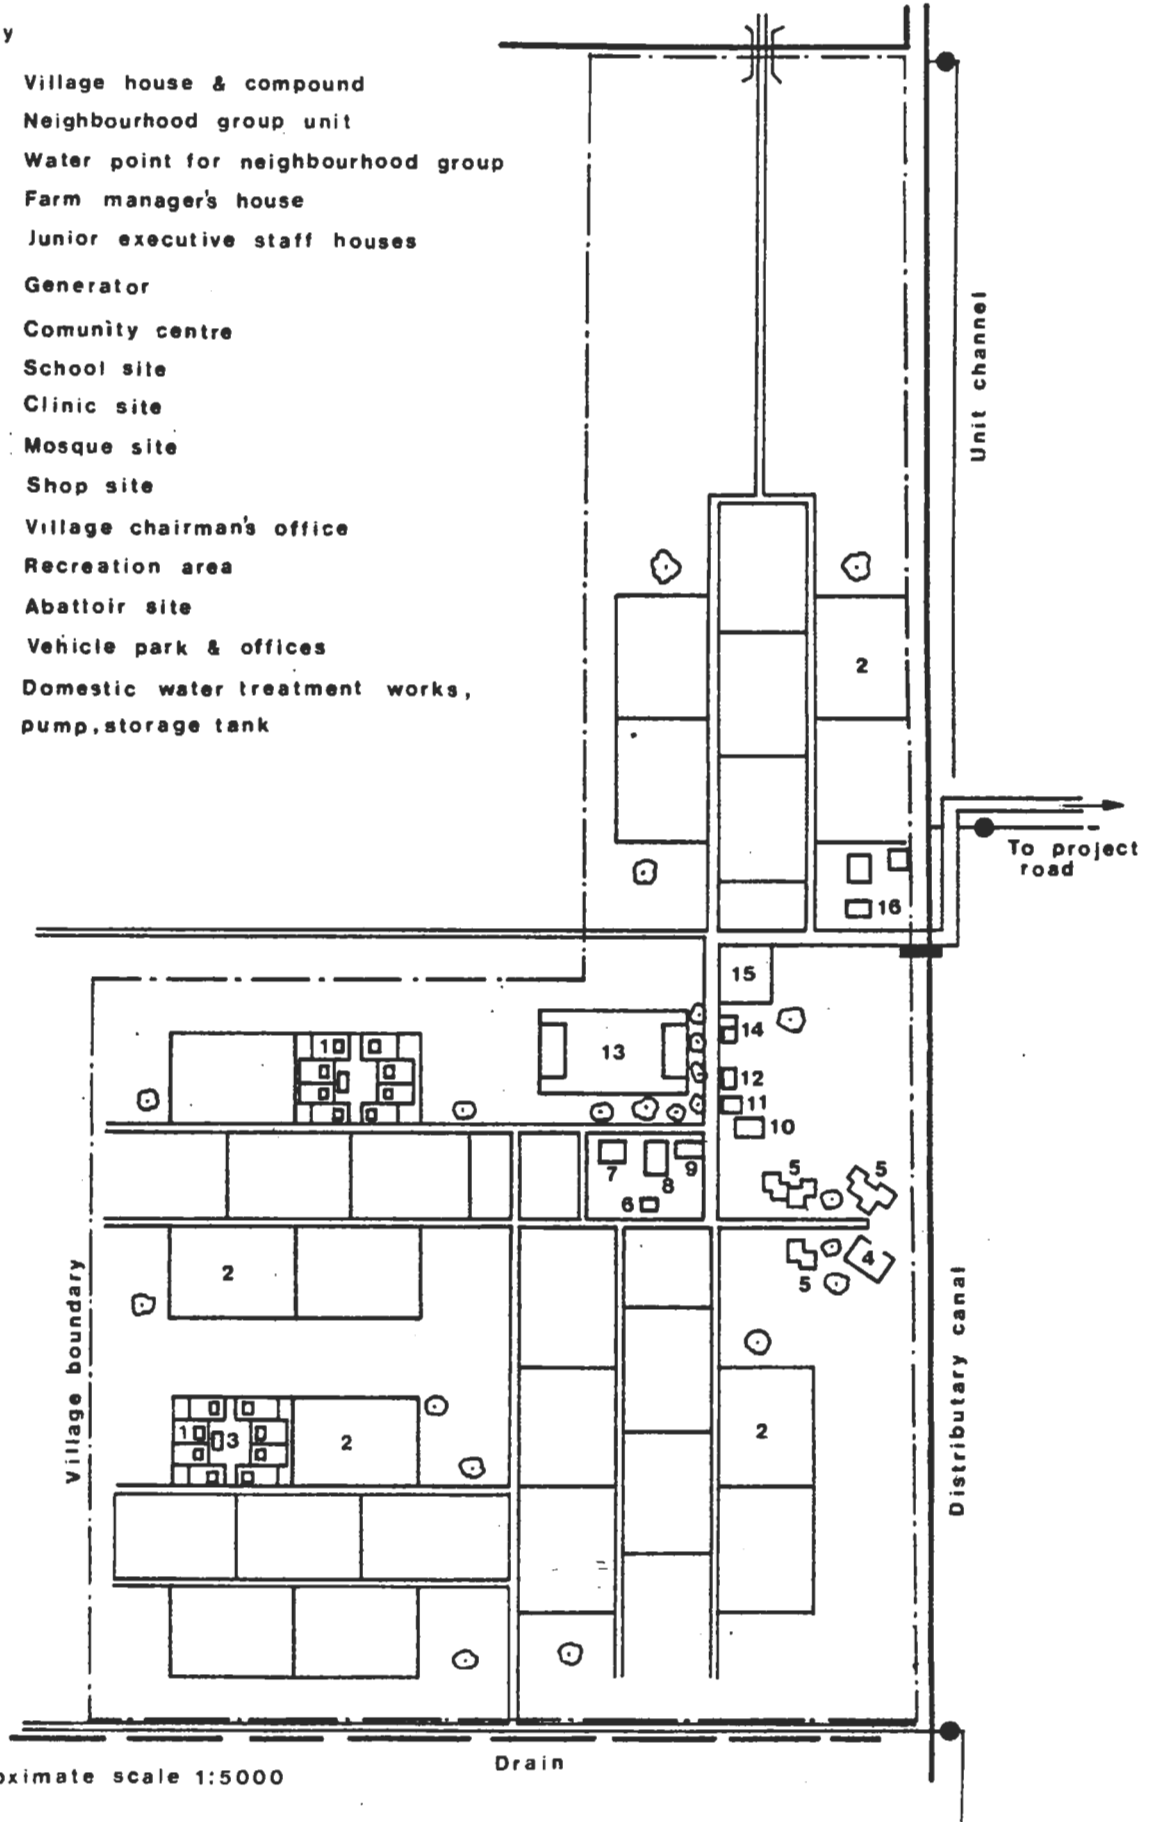 y
Village house & compound
Neighbourhood group unit
Water point for neighbourhood group
Farm manager's house
Junior executive staff houses
Generator
Comunity centre
School site
Clinic site
Mosque site
Shop site
Village chairman's office
Recreation area
Abattoir site
Vehicle park & offices
Domestic water treatment works,
pump, storage tank
Unit channel
2
To project
road
16
15
14
13
1
12
11
10
7
8
9
6
5
5
4
5
2
Village boundary
Distributary canal
1
3
2
2
Drain
oximate scale 1:5000